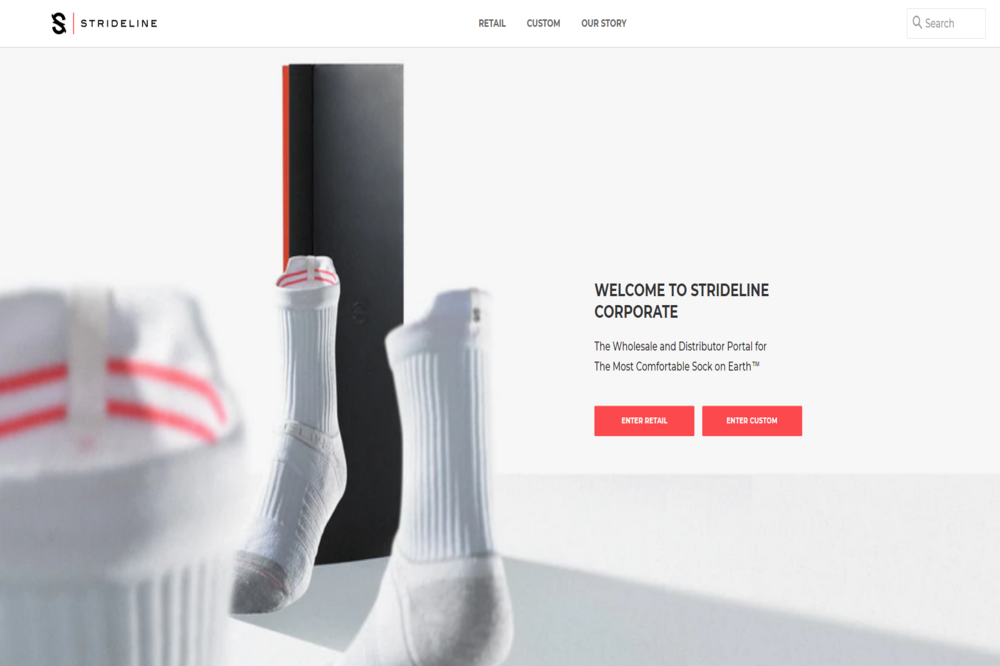 STRIDELINE
RETAIL
CUSTOM
OUR STORY
Search
WELCOME TO STRIDELINE
CORPORATE
The Wholesale and Distributor Portal for
The Most Comfortable Sock on Earth™
ENTER RETAIL
ENTER CUSTOM